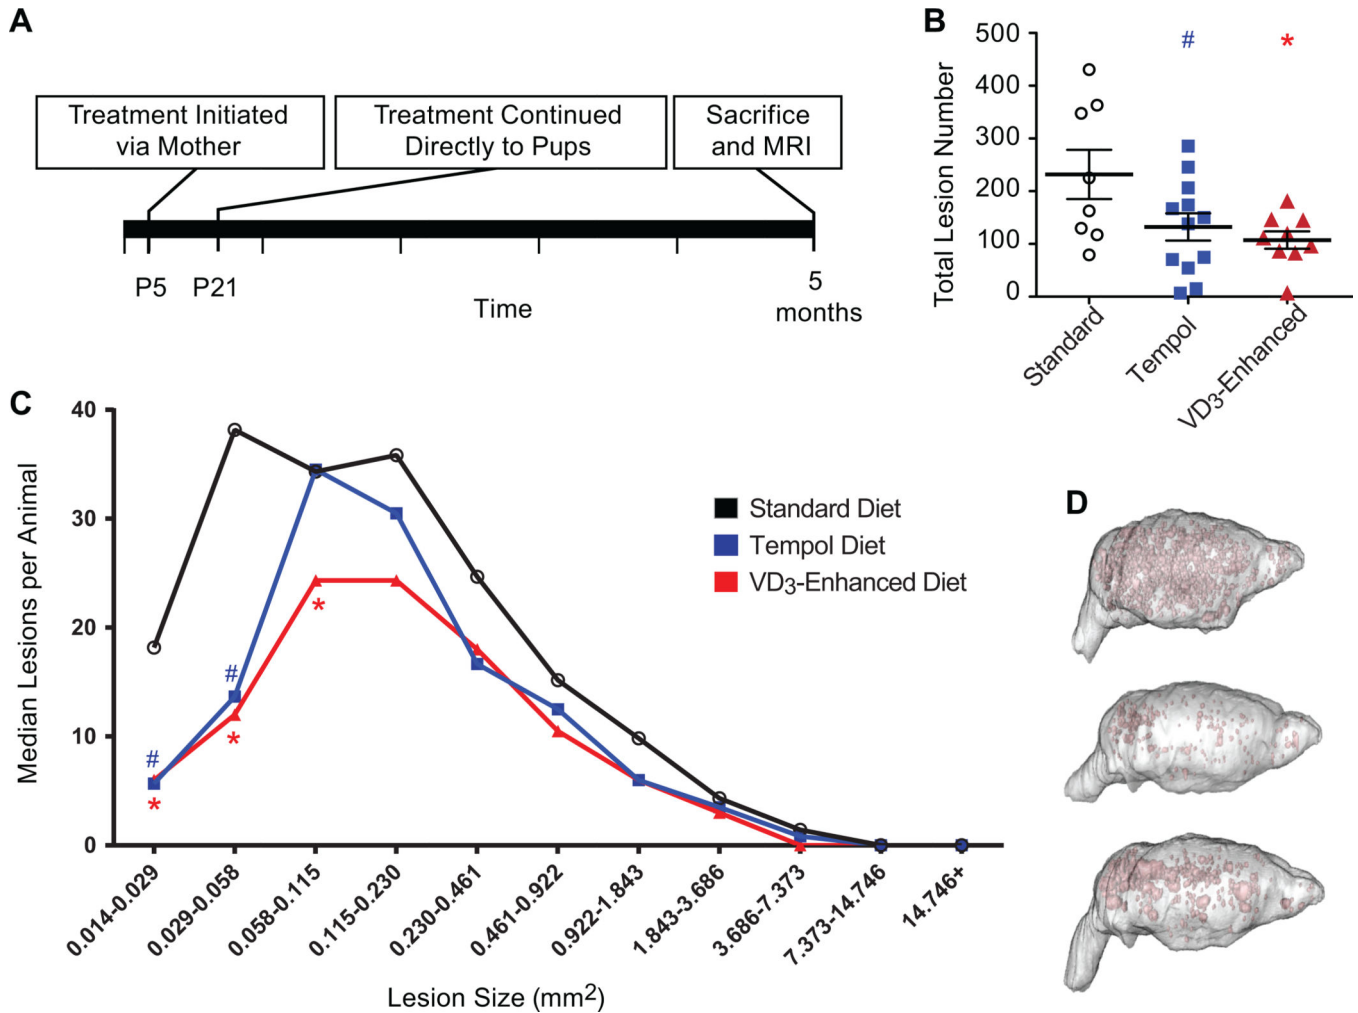 A
Treatment Initiated
via Mother
Treatment Continued
Directly to Pups
Sacrifice
and MRI
P5
P21
Time
5
months
B
Total Lesion Number
500
400
300
200
100
0
#
*
Standard
Tempol
VD3-Enhanced
C
Median Lesions per Animal
40
30
20
10
0
#
*
#
*
*
Standard Diet
Tempol Diet
VD3-Enhanced Diet
0.014-0.029
0.029-0.058
0.058-0.115
0.115-0.230
0.230-0.461
0.461-0.922
0.922-1.843
1.843-3.686
3.686-7.373
7.373-14.746
14.746+
Lesion Size (mm2)
D